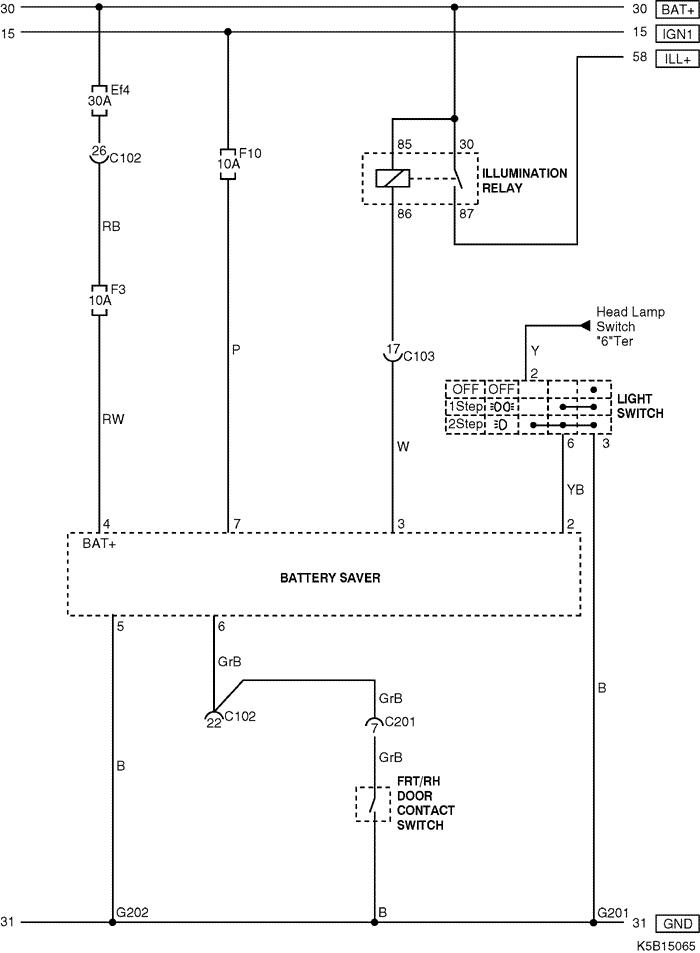 30
30 BAT+
15
15 IGN1
58 ILL+
Ef4
30A
26
C102
RB
F3
10A
RW
F10
10A
P
85
30
ILLUMINATION
RELAY
86
87
17
C103
W
Head Lamp
Switch
"6"Ter
Y
2
OFF OFF
1Step
2Step
LIGHT
SWITCH
6
3
YB
4
7
3
2
BAT+
BATTERY SAVER
5
6
GrB
22
C102
GrB
7
C201
GrB
B
B
FRT/RH
DOOR
CONTACT
SWITCH
31
G202
B
G201
31 GND
K5B15065